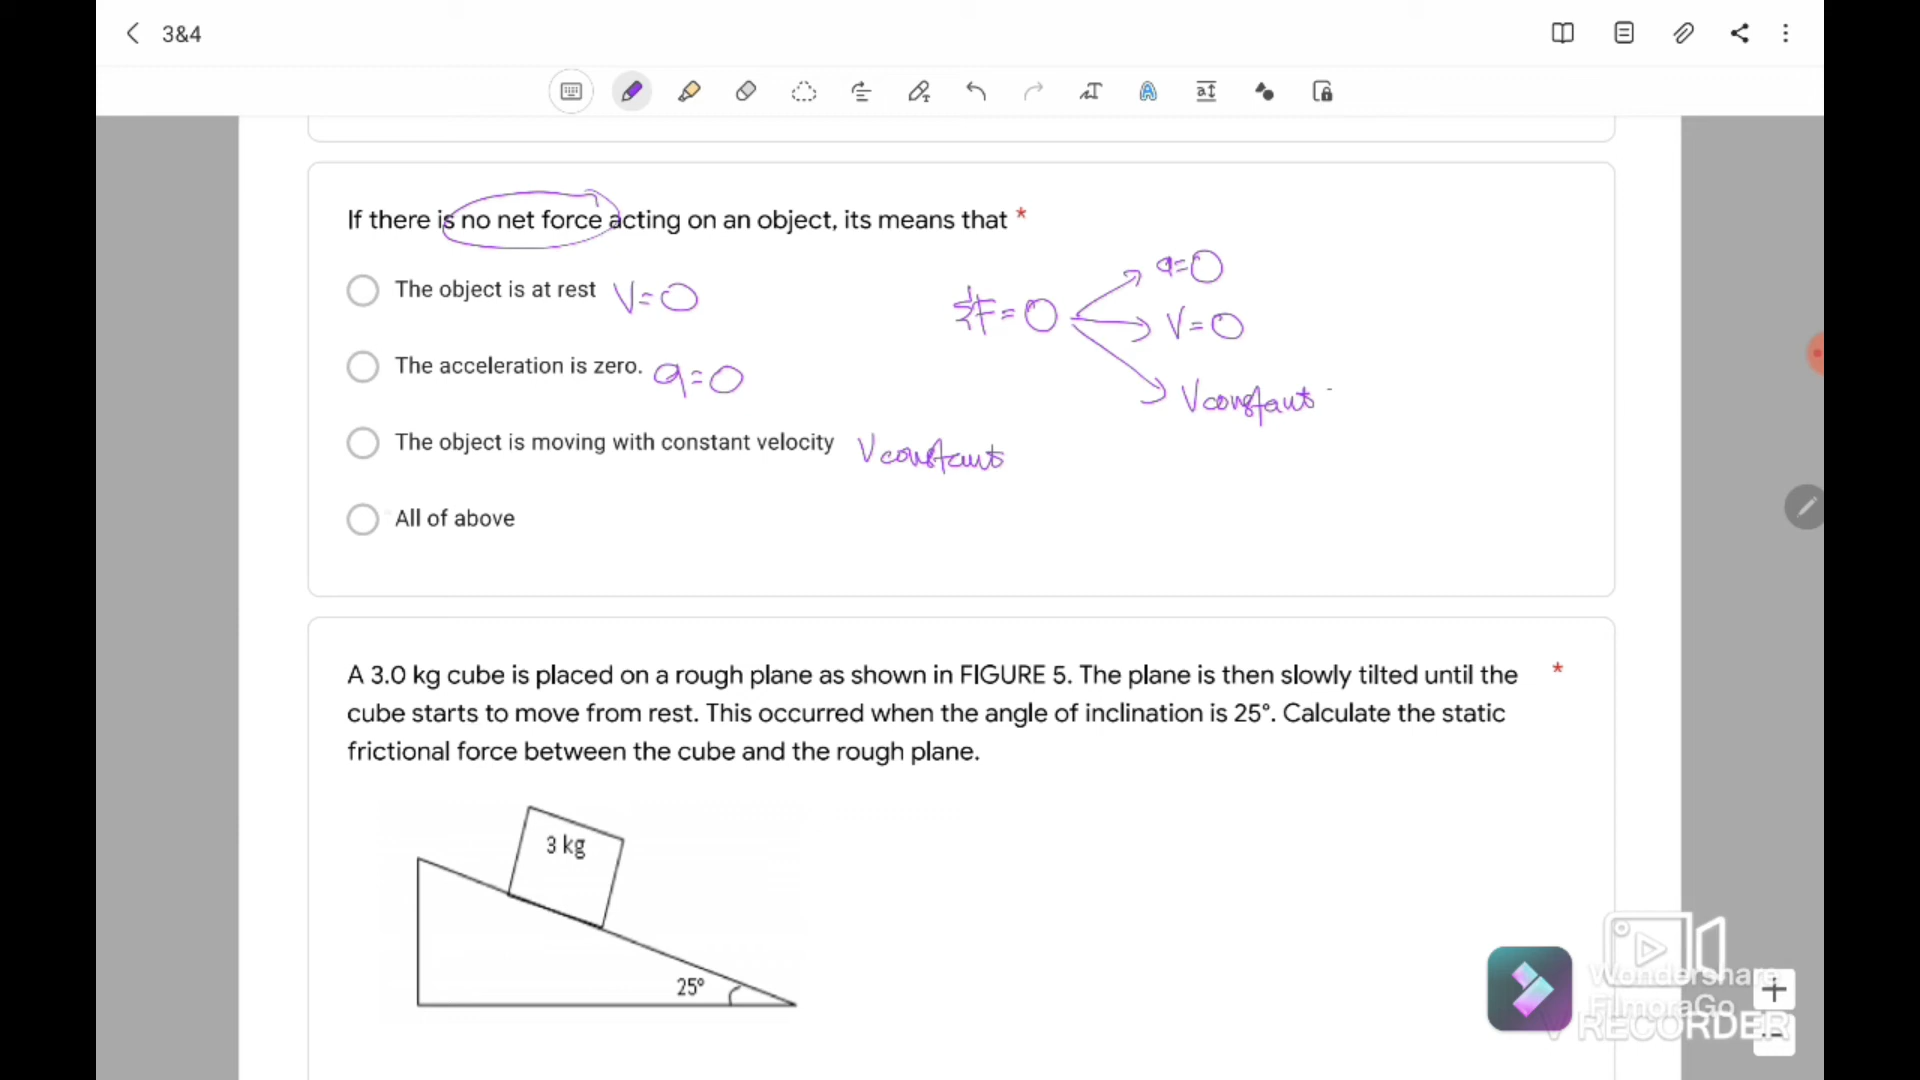 3&4
If there is no net force acting on an object, its means that *
The object is at rest V=0
The acceleration is zero. a=0
The object is moving with constant velocity V constant
All of above
ΣF=0
a=0
V=0
V constant
A 3.0 kg cube is placed on a rough plane as shown in FIGURE 5. The plane is then slowly tilted until the *
cube starts to move from rest. This occurred when the angle of inclination is 25°. Calculate the static
frictional force between the cube and the rough plane.
3 kg
25°
Wondershare
FilmoraGo
RECORDER